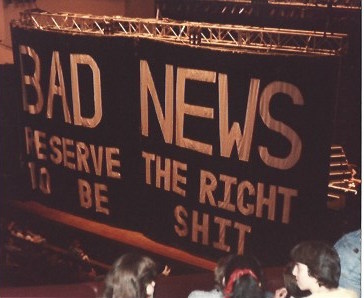 BAD NEWS
RESERVE THE RIGHT
TO BE SHIT